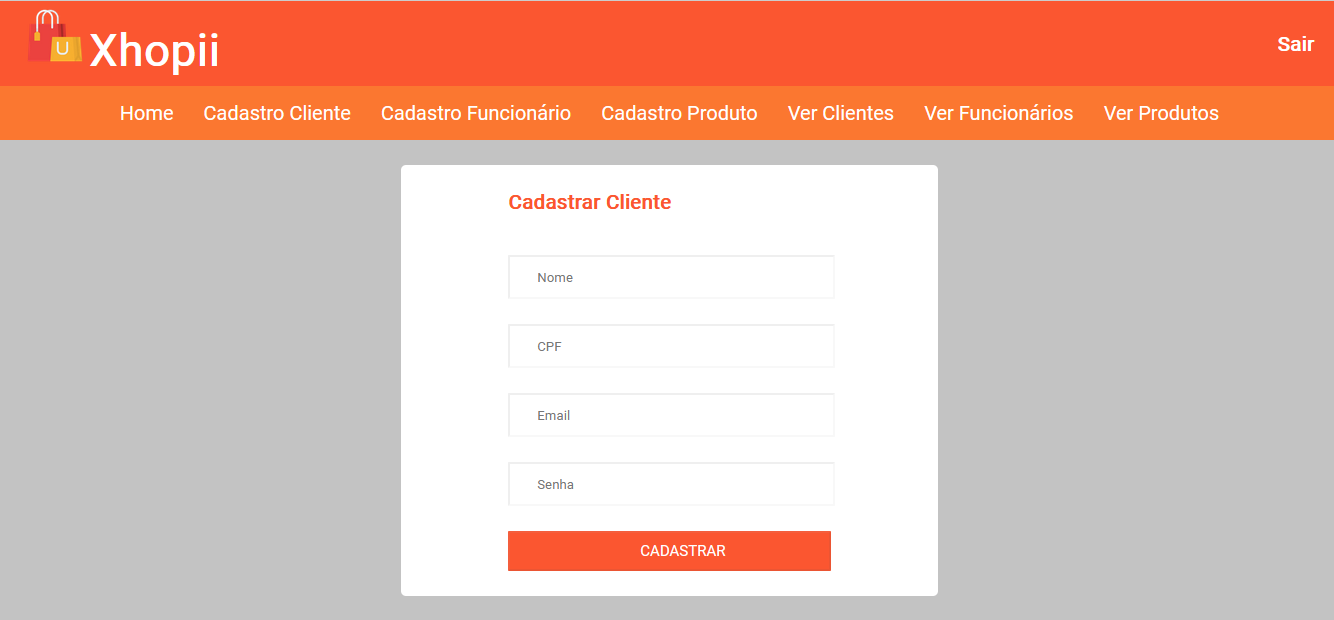 Xhopii
Sair
Home Cadastro Cliente Cadastro Funcionário Cadastro Produto Ver Clientes Ver Funcionários Ver Produtos
Cadastrar Cliente
Nome
CPF
Email
Senha
CADASTRAR